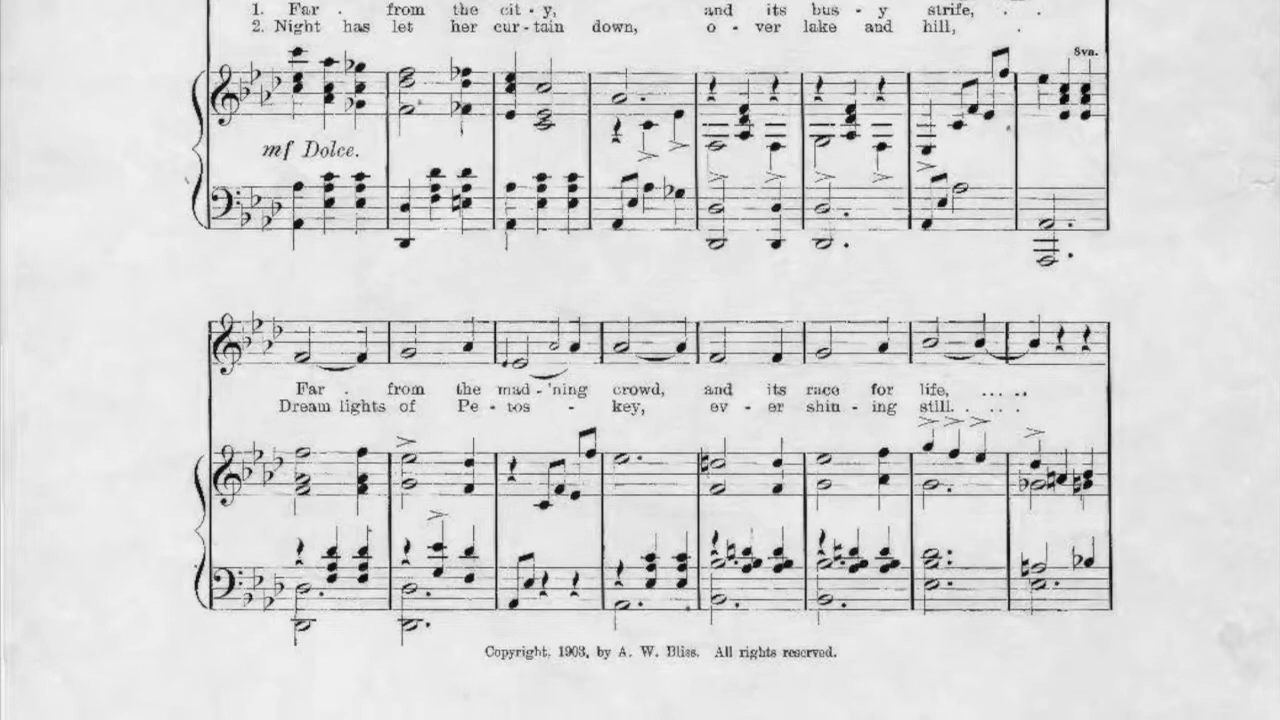 1. Far . from the cit - y, and its bus - y strife, . .
2. Night has let her cur - tain down, o - ver lake and hill, .
8va.
mf Dolce.
Far . from the mad - 'ning crowd, and its race for life, .....
Dream lights of Pe - tos - key, ev - er shin - ing still. . ...
Copyright, 1903, by A. W. Bliss. All rights reserved.